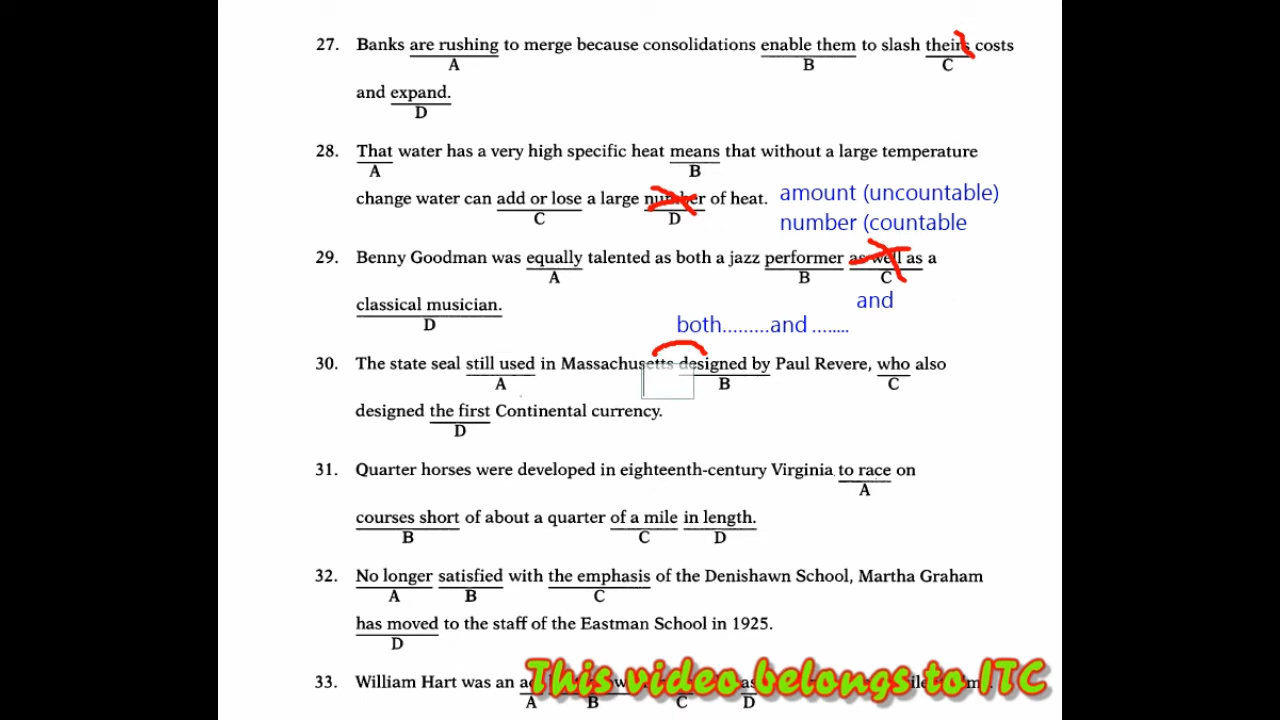 27. Banks are rushing to merge because consolidations enable them to slash theirs costs
A B C
and expand.
D
28. That water has a very high specific heat means that without a large temperature
A B
change water can add or lose a large number of heat. amount (uncountable)
C D
number (countable
29. Benny Goodman was equally talented as both a jazz performer as well as a
A B C
and
classical musician.
D
both.........and ........
30. The state seal still used in Massachusetts designed by Paul Revere, who also
A B C
designed the first Continental currency.
D
31. Quarter horses were developed in eighteenth-century Virginia to race on
A
courses short of about a quarter of a mile in length.
B C D
32. No longer satisfied with the emphasis of the Denishawn School, Martha Graham
A B C
has moved to the staff of the Eastman School in 1925.
D
33. William Hart was an
A B C D
This video belongs to ITC